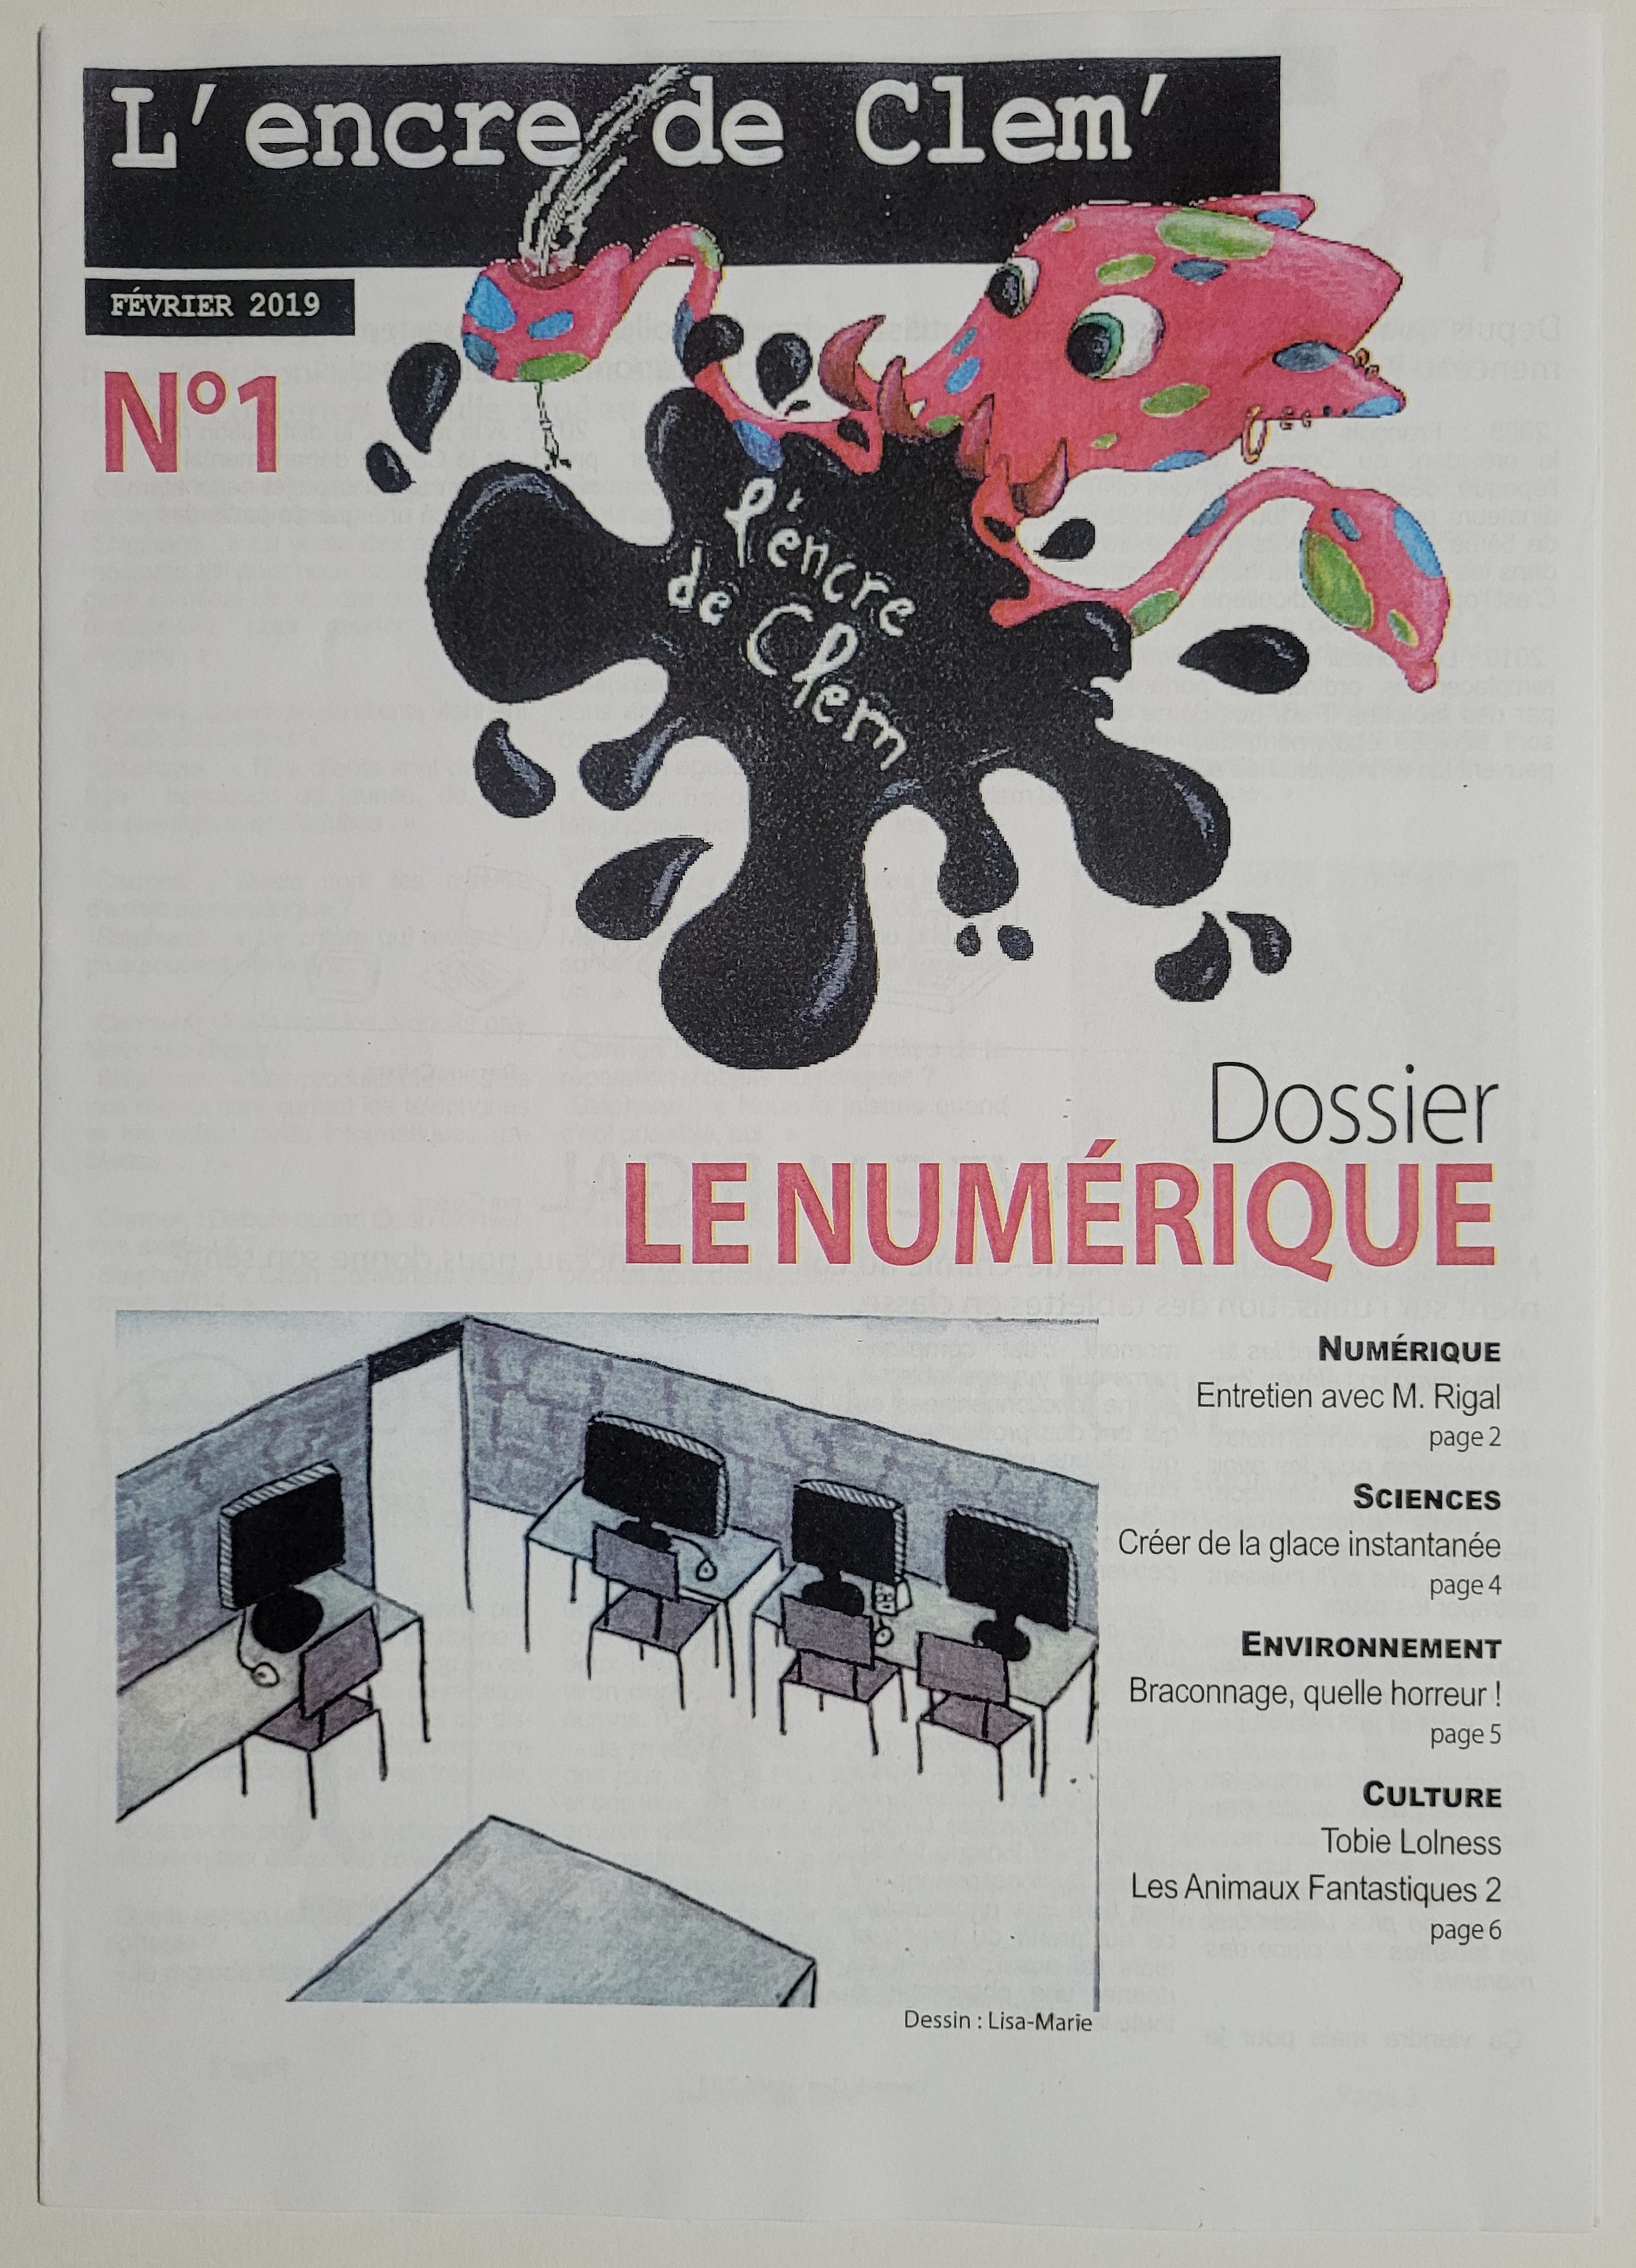 L'encre de Clem'
FÉVRIER 2019
N°1
l'encre
de Clem
Dossier
LE NUMÉRIQUE
NUMÉRIQUE
Entretien avec M. Rigal
page 2
SCIENCES
Créer de la glace instantanée
page 4
ENVIRONNEMENT
Braconnage, quelle horreur !
page 5
CULTURE
Tobie Lolness
Les Animaux Fantastiques 2
page 6
Dessin : Lisa-Marie